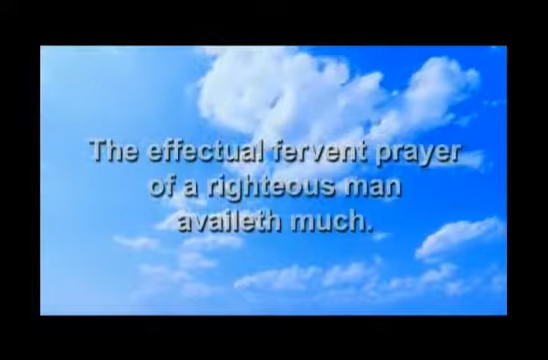 The effectual fervent prayer
of a righteous man
availeth much.